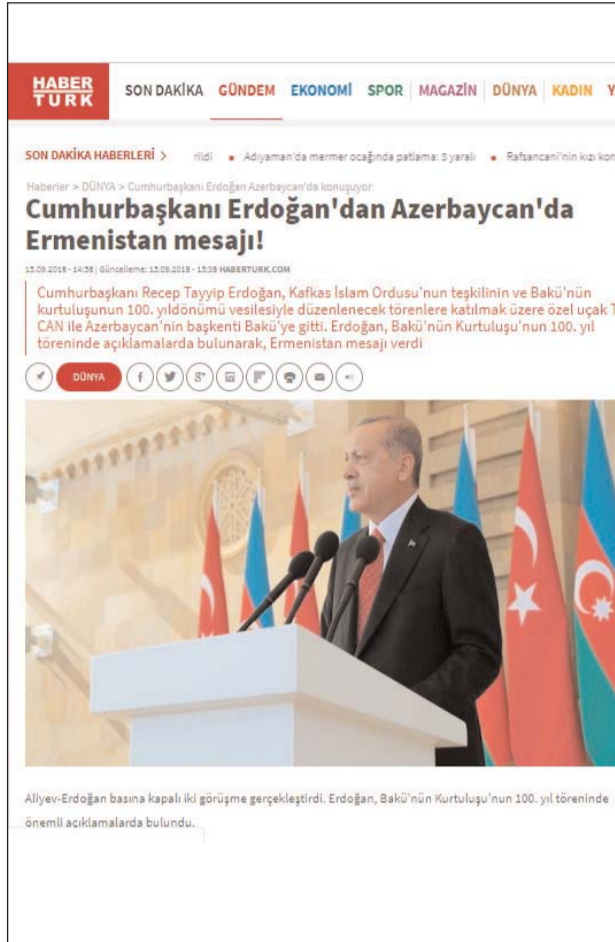 HABER
TURK
SON DAKİKA GÜNDEM EKONOMİ SPOR MAGAZİN DÜNYA KADIN Y
SON DAKİKA HABERLERİ > rildi • Adıyaman'da mermer ocağında patlama: 5 yaralı • Rafsancani'nin kızı kon
Haberler > DÜNYA > Cumhurbaşkanı Erdoğan Azerbaycan'da konuşuyor
Cumhurbaşkanı Erdoğan'dan Azerbaycan'da
Ermenistan mesajı!
15.09.2018 - 14:58 | Güncelleme: 15.09.2018 - 15:38 HABERTURK.COM
Cumhurbaşkanı Recep Tayyip Erdoğan, Kafkas İslam Ordusu'nun teşkilinin ve Bakü'nün
kurtuluşunun 100. yıldönümü vesilesiyle düzenlenecek törenlere katılmak üzere özel uçak T
CAN ile Azerbaycan'nin başkenti Bakü'ye gitti. Erdoğan, Bakü'nün Kurtuluşu'nun 100. yıl
töreninde açıklamalarda bulunarak, Ermenistan mesajı verdi
DÜNYA
Aliyev-Erdoğan basına kapalı iki görüşme gerçekleştirdi. Erdoğan, Bakü'nün Kurtuluşu'nun 100. yıl töreninde
önemli açıklamalarda bulundu.